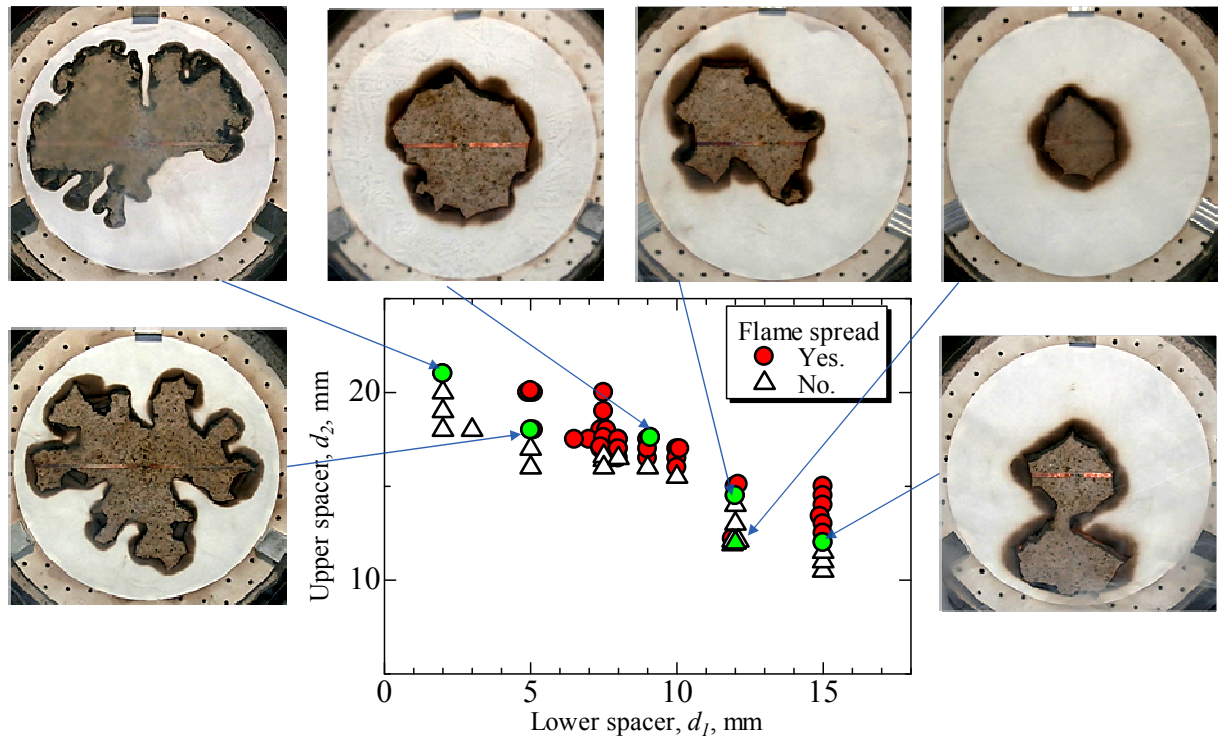 Flame spread
Yes.
No.
20
10
0
5
10
15
Upper spacer, d2, mm
Lower spacer, d1, mm